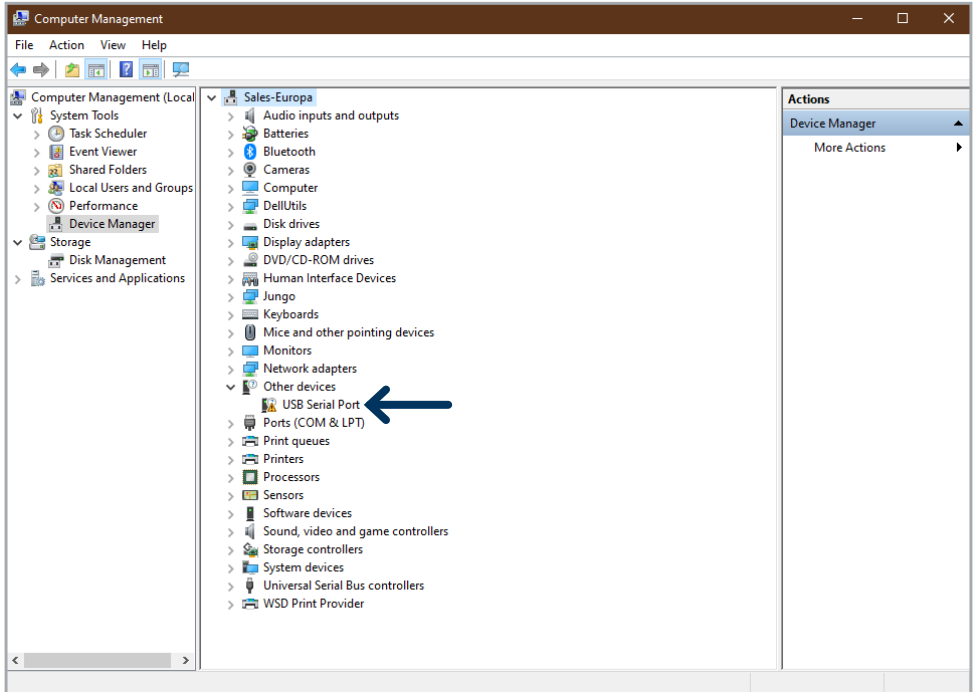 Computer Management
File Action View Help
Computer Management (Local
System Tools
Task Scheduler
Event Viewer
Shared Folders
Local Users and Groups
Performance
Device Manager
Storage
Disk Management
Services and Applications
Sales-Europa
Audio inputs and outputs
Batteries
Bluetooth
Cameras
Computer
DellUtils
Disk drives
Display adapters
DVD/CD-ROM drives
Human Interface Devices
Jungo
Keyboards
Mice and other pointing devices
Monitors
Network adapters
Other devices
USB Serial Port
Ports (COM & LPT)
Print queues
Printers
Processors
Sensors
Software devices
Sound, video and game controllers
Storage controllers
System devices
Universal Serial Bus controllers
WSD Print Provider
Actions
Device Manager
More Actions